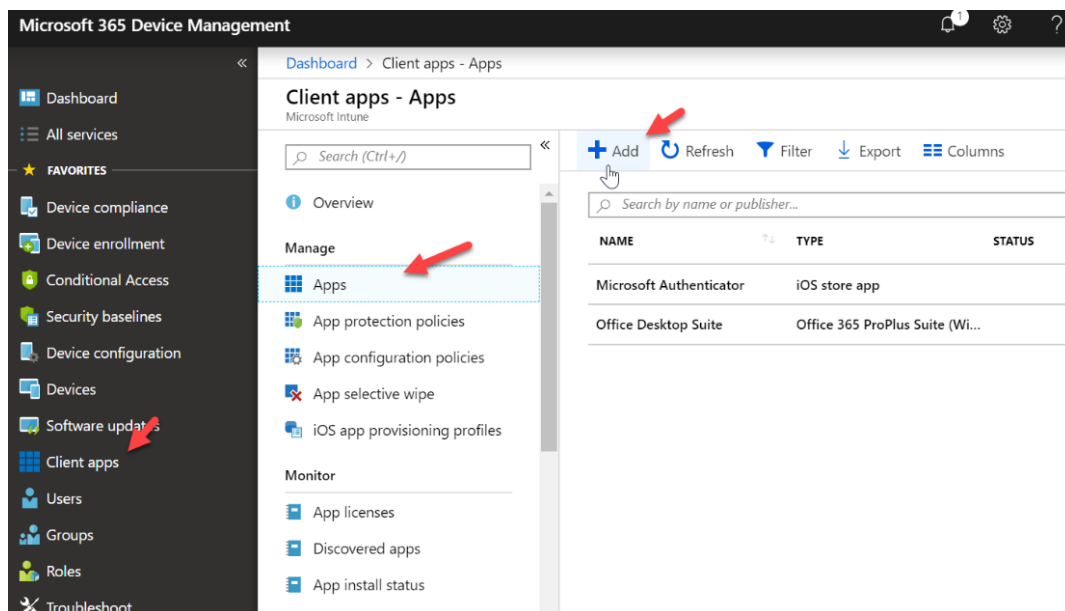 Microsoft 365 Device Management
1
?
«
Dashboard
All services
FAVORITES
Device compliance
Device enrollment
Conditional Access
Security baselines
Device configuration
Devices
Software updates
Client apps
Users
Groups
Roles
Troubleshoot
Dashboard > Client apps - Apps
Client apps - Apps
Microsoft Intune
Search (Ctrl+/)
«
Overview
Manage
Apps
App protection policies
App configuration policies
App selective wipe
iOS app provisioning profiles
Monitor
App licenses
Discovered apps
App install status
Add Refresh Filter Export Columns
Search by name or publisher...
NAME TYPE STATUS
Microsoft Authenticator iOS store app
Office Desktop Suite Office 365 ProPlus Suite (Wi...